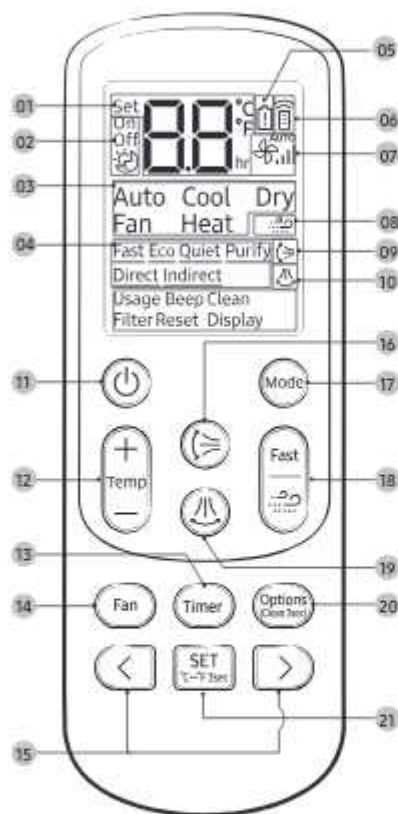 05
01
Set
88
°C
On
°F
06
02
Off
hr
Auto
07
03
Auto Cool Dry
Fan Heat
08
04
Fast Eco Quiet Purify
09
Direct Indirect
10
Usage Beep Clean
Filter Reset Display
16
11
Mode
17
+
Temp
−
12
Fast
18
13
19
14
Fan
Timer
Options
20
<
SET
℃↔℉ 3sec
>
15
21